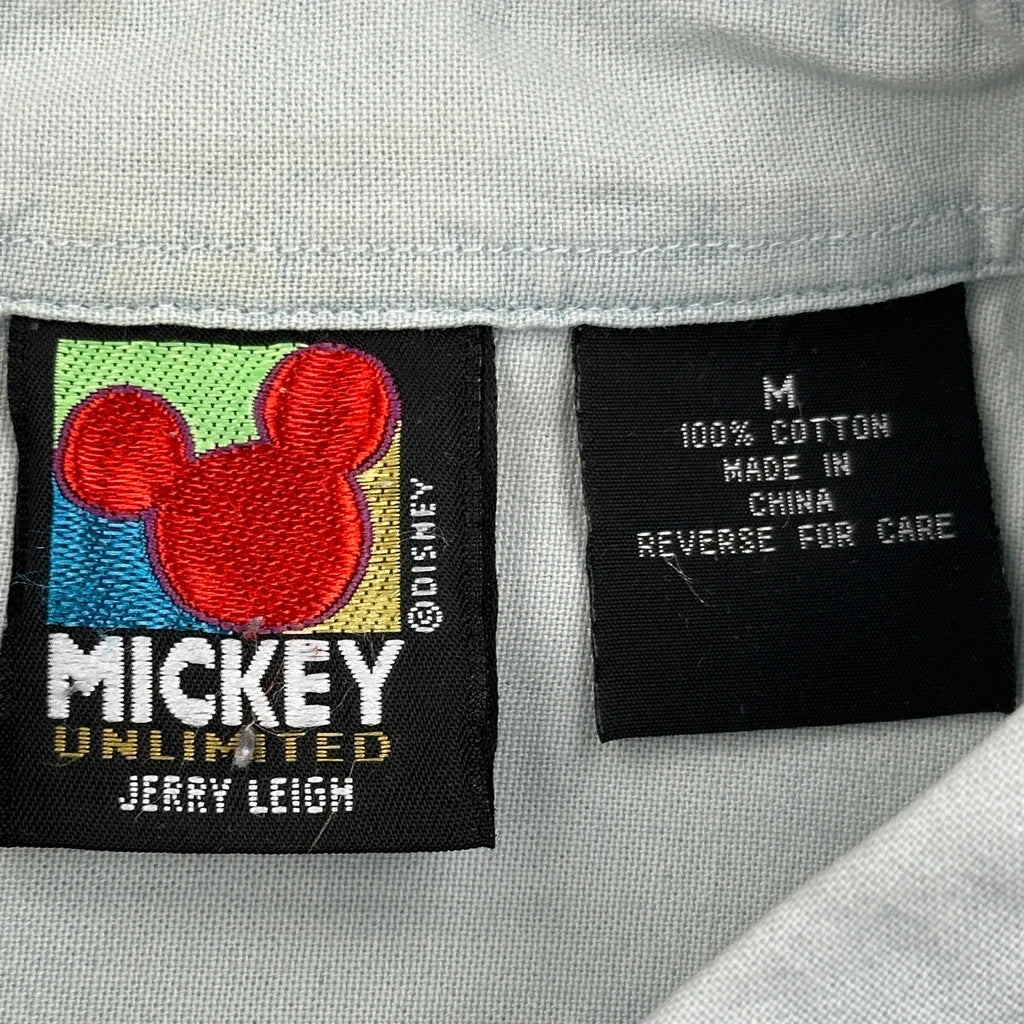 ©DISNEY
MICKEY
UNLIMITED
JERRY LEIGH
M
100% COTTON
MADE IN
CHINA
REVERSE FOR CARE